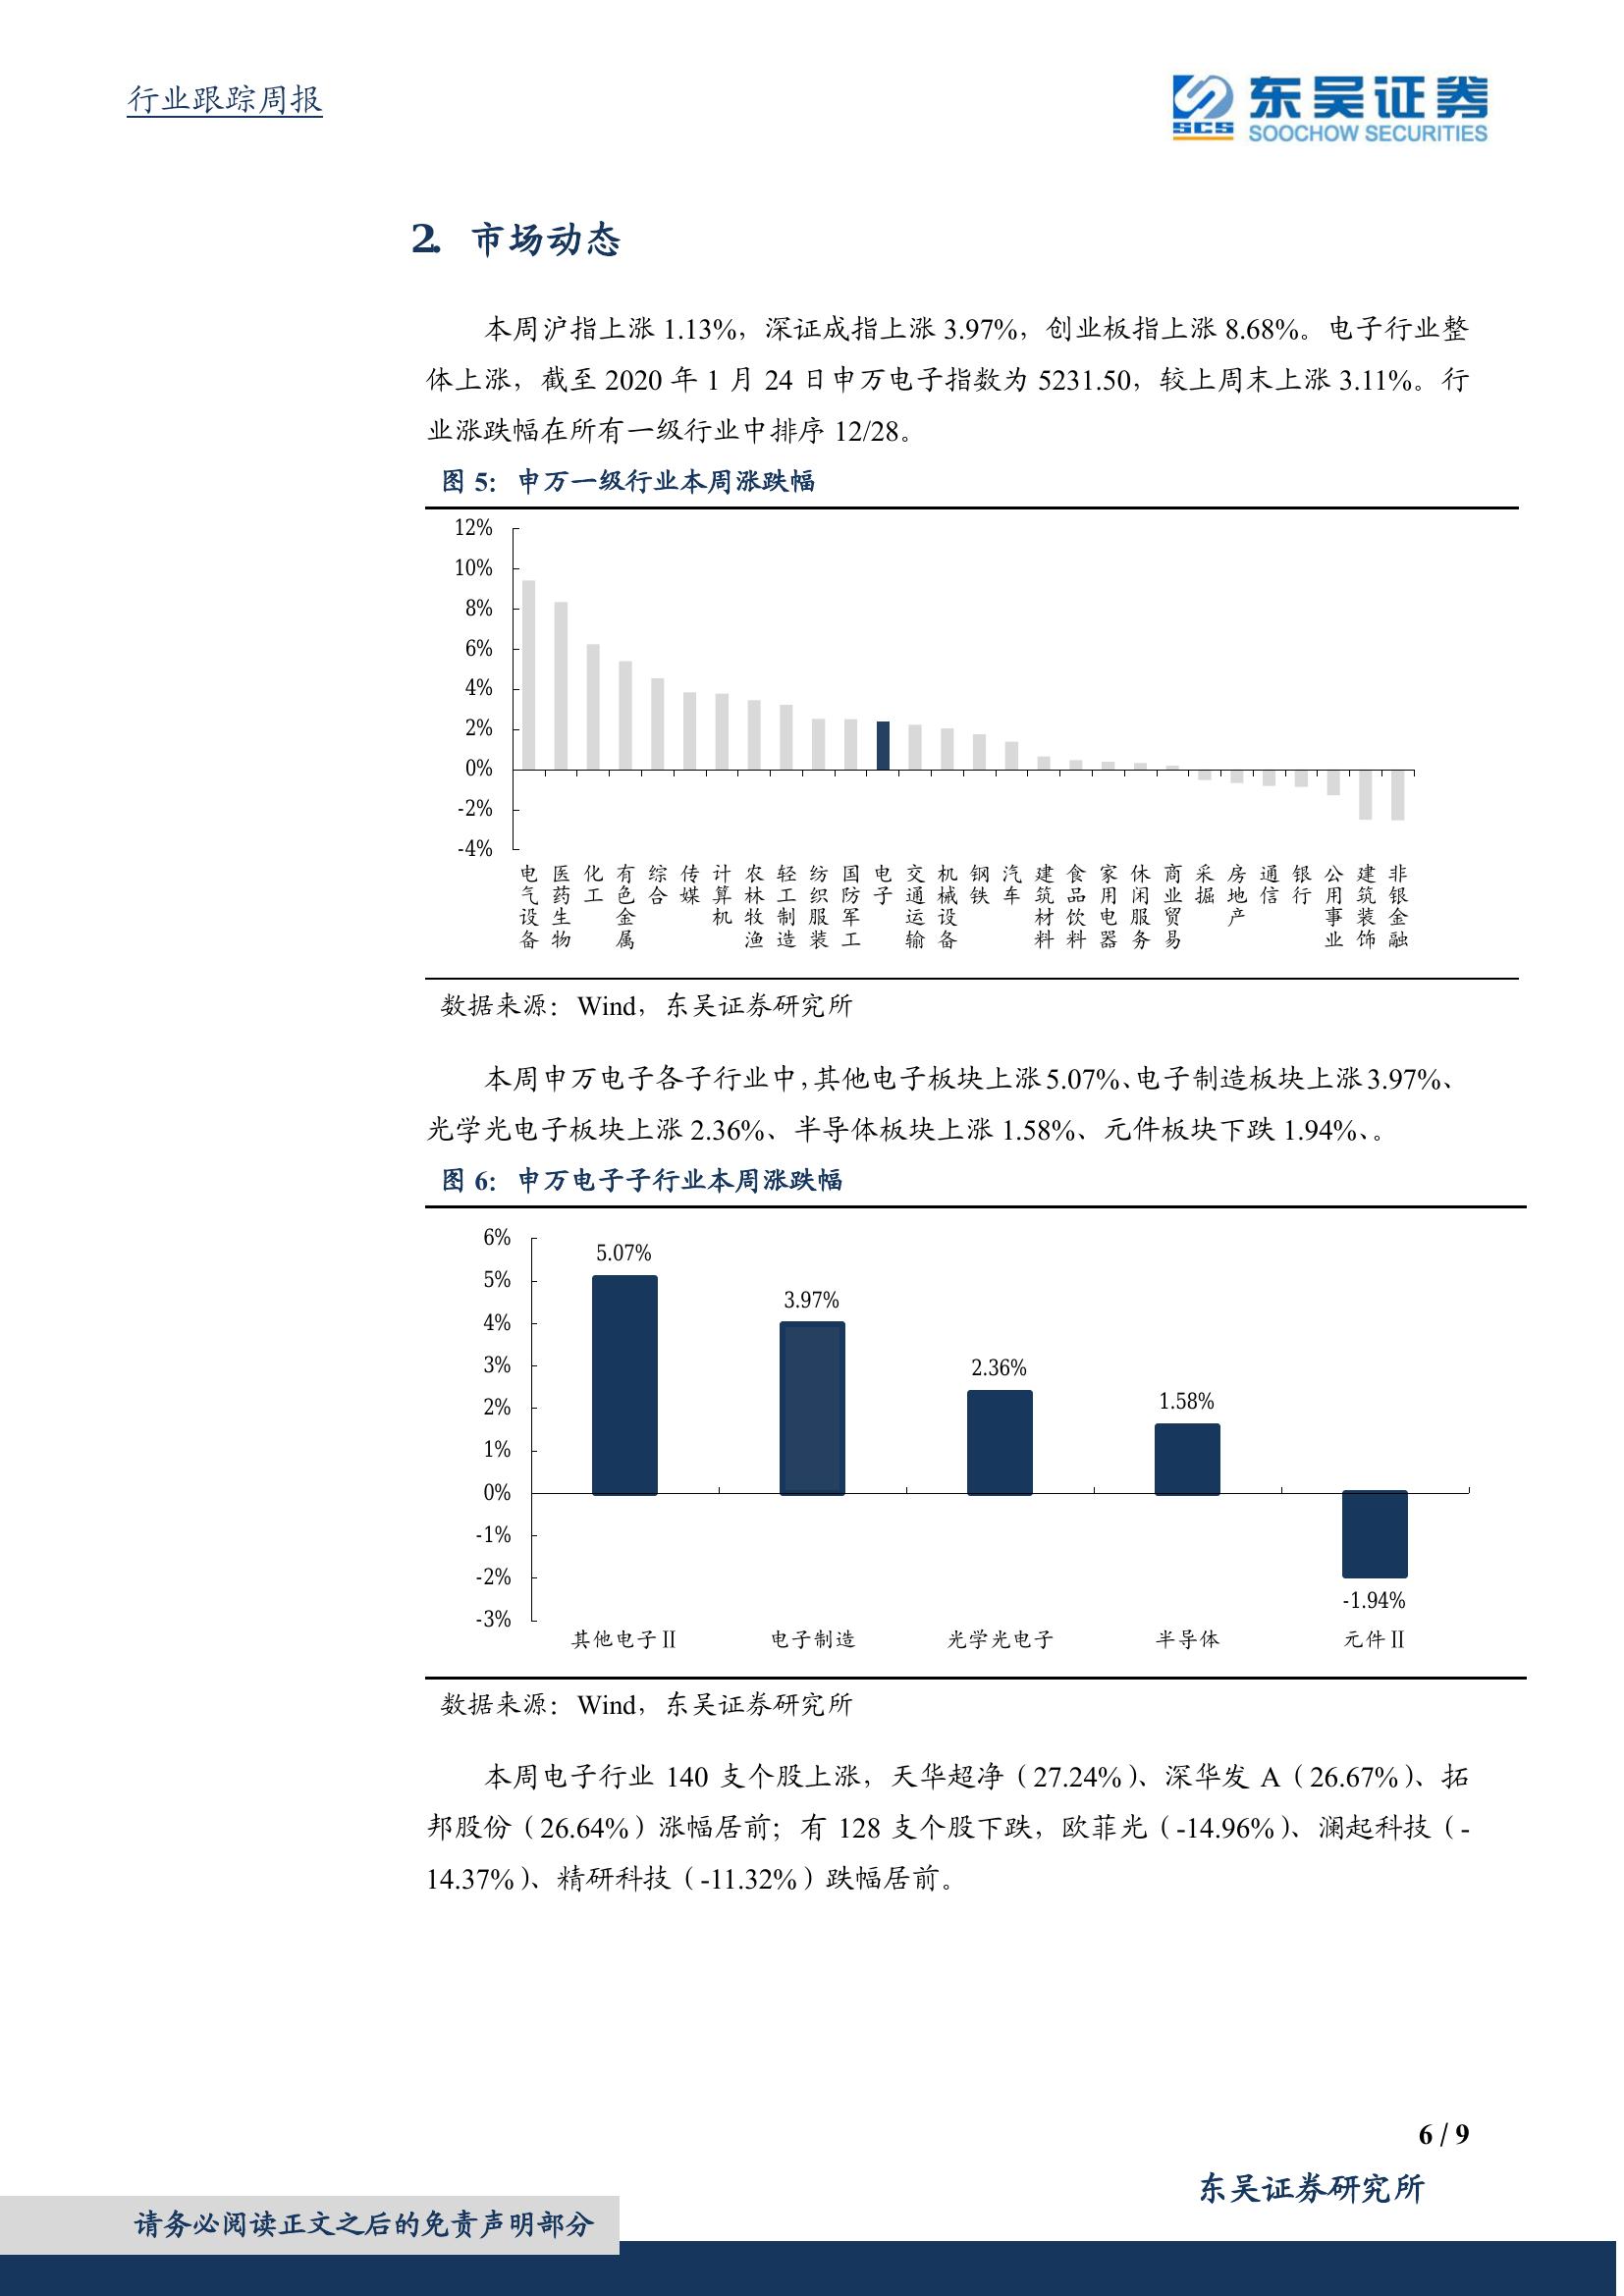 行业跟踪周报
SCS
东吴证券
SOOCHOW SECURITIES
2. 市场动态
本周沪指上涨 1.13%，深证成指上涨 3.97%，创业板指上涨 8.68%。电子行业整
体上涨，截至 2020 年 1 月 24 日申万电子指数为 5231.50，较上周末上涨 3.11%。行
业涨跌幅在所有一级行业中排序 12/28。
图 5：申万一级行业本周涨跌幅
12%
10%
8%
6%
4%
2%
0%
-2%
-4%
电气设备
医药生物
化工
有色金属
综合
传媒
计算机
农林牧渔
轻工制造
纺织服装
国防军工
电子
交通运输
机械设备
钢铁
汽车
建筑材料
食品饮料
家用电器
休闲服务
商业贸易
采掘
房地产
通信
银行
公用事业
建筑装饰
非银金融
数据来源：Wind，东吴证券研究所
本周申万电子各子行业中，其他电子板块上涨 5.07%、电子制造板块上涨 3.97%、
光学光电子板块上涨 2.36%、半导体板块上涨 1.58%、元件板块下跌 1.94%、。
图 6：申万电子子行业本周涨跌幅
6%
5%
4%
3%
2%
1%
0%
-1%
-2%
-3%
5.07%
3.97%
2.36%
1.58%
-1.94%
其他电子Ⅱ
电子制造
光学光电子
半导体
元件Ⅱ
数据来源：Wind，东吴证券研究所
本周电子行业 140 支个股上涨，天华超净（27.24%）、深华发 A（26.67%）、拓
邦股份（26.64%）涨幅居前；有 128 支个股下跌，欧菲光（-14.96%）、澜起科技（-
14.37%）、精研科技（-11.32%）跌幅居前。
6 / 9
东吴证券研究所
请务必阅读正文之后的免责声明部分